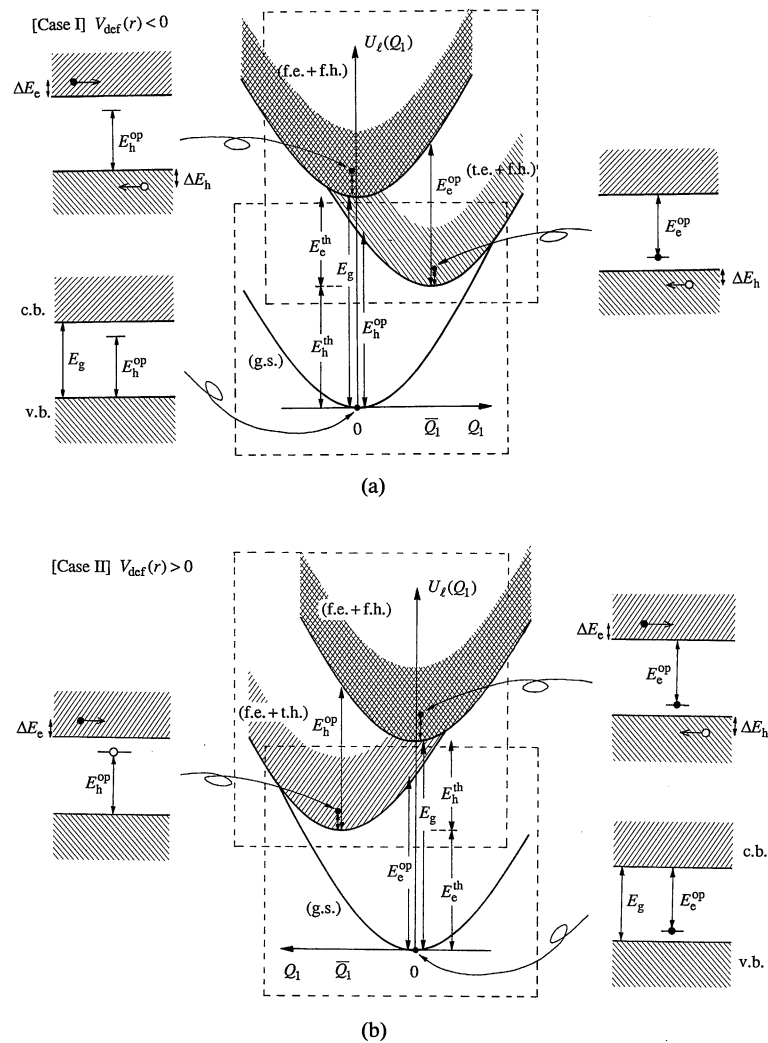 [Case I] V_def(r) < 0
U_ℓ(Q_1)
(f.e. + f.h.)
ΔE_e
E_h^op
ΔE_h
E_e^op
(t.e. + f.h.)
E_e^op
ΔE_h
E_e^th
E_g
E_h^op
E_h^th
c.b.
E_g
E_h^op
(g.s.)
v.b.
0
Q̄_1
Q_1
(a)
[Case II] V_def(r) > 0
U_ℓ(Q_1)
(f.e. + f.h.)
ΔE_e
E_e^op
ΔE_h
(f.e. + t.h.)
E_h^op
ΔE_e
E_h^op
E_h^th
E_g
E_e^op
E_e^th
c.b.
E_g
E_e^op
(g.s.)
v.b.
Q_1
Q̄_1
0
(b)